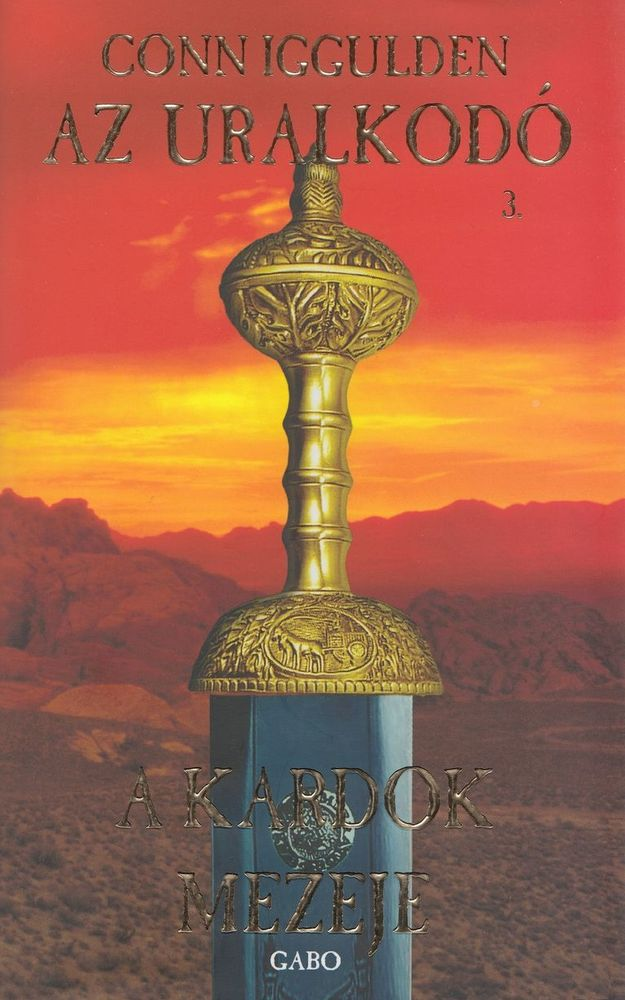 CONN IGGULDEN
AZ URALKODÓ
3.
A KARDOK
MEZEJE
GABO